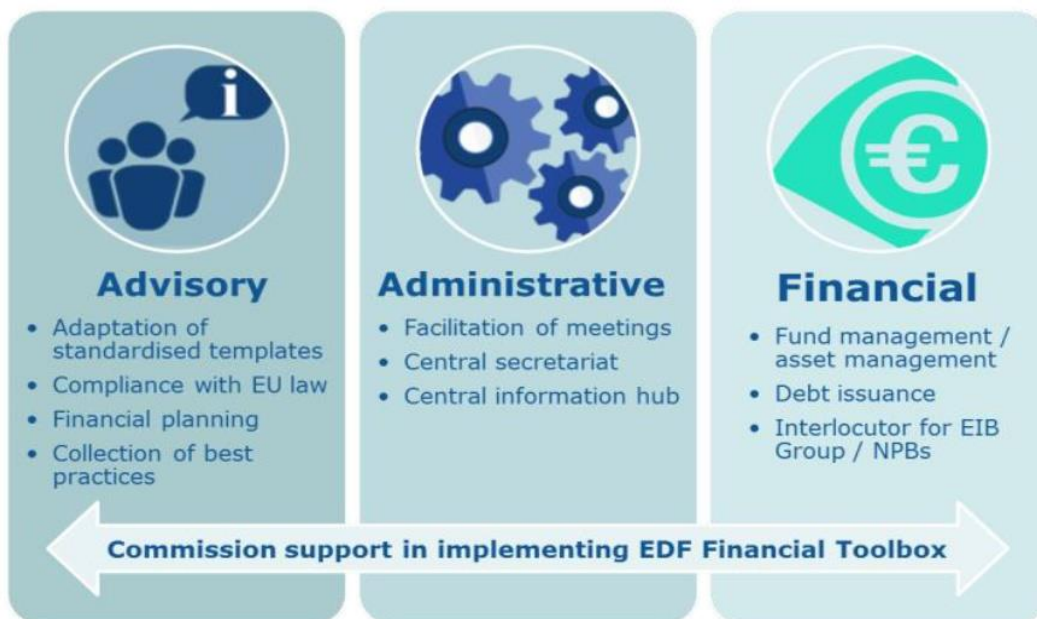 i
Advisory
• Adaptation of
standardised templates
• Compliance with EU law
• Financial planning
• Collection of best
practices
Administrative
• Facilitation of meetings
• Central secretariat
• Central information hub
€
Financial
• Fund management /
asset management
• Debt issuance
• Interlocutor for EIB
Group / NPBs
Commission support in implementing EDF Financial Toolbox